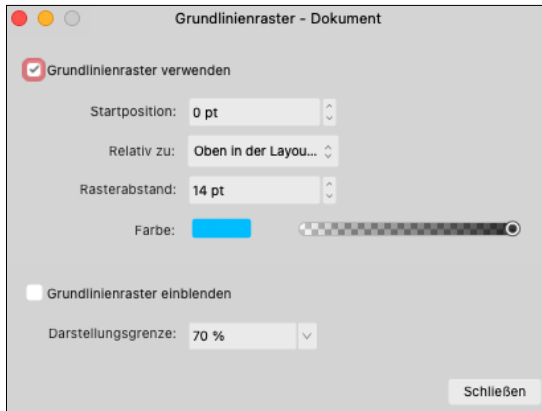 Grundlinienraster - Dokument
Grundlinienraster verwenden
Startposition: 0 pt
Relativ zu: Oben in der Layou...
Rasterabstand: 14 pt
Farbe:
Grundlinienraster einblenden
Darstellungsgrenze: 70 %
Schließen